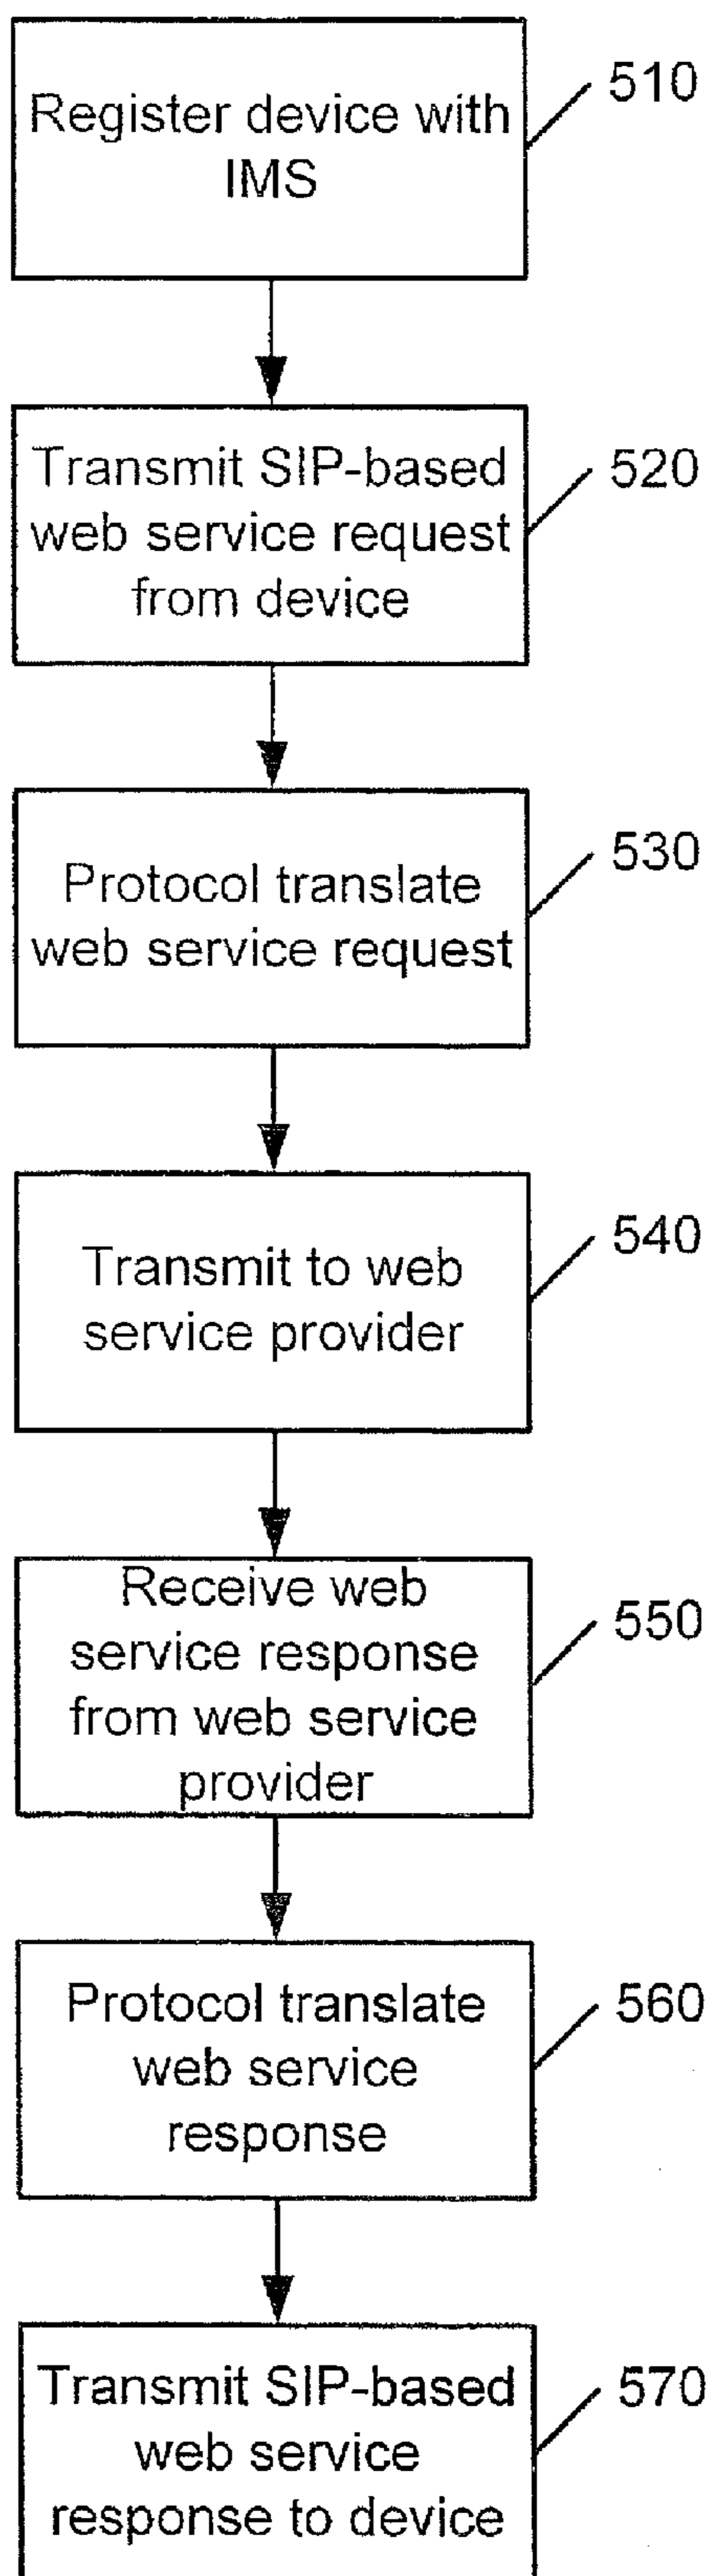 Register device with
IMS
510
Transmit SIP-based
web service request
from device
520
Protocol translate
web service request
530
Transmit to web
service provider
540
Receive web
service response
from web service
provider
550
Protocol translate
web service
response
560
Transmit SIP-based
web service
response to device
570